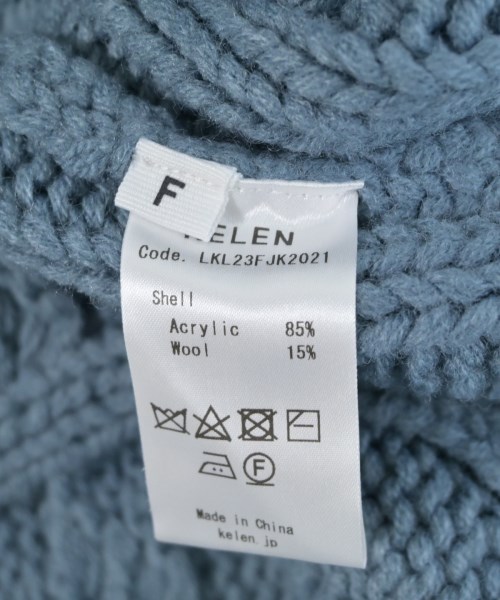 F
KELEN
Code. LKL23FJK2021
Shell
Acrylic 85%
Wool 15%
F
Made in China
kelen.jp